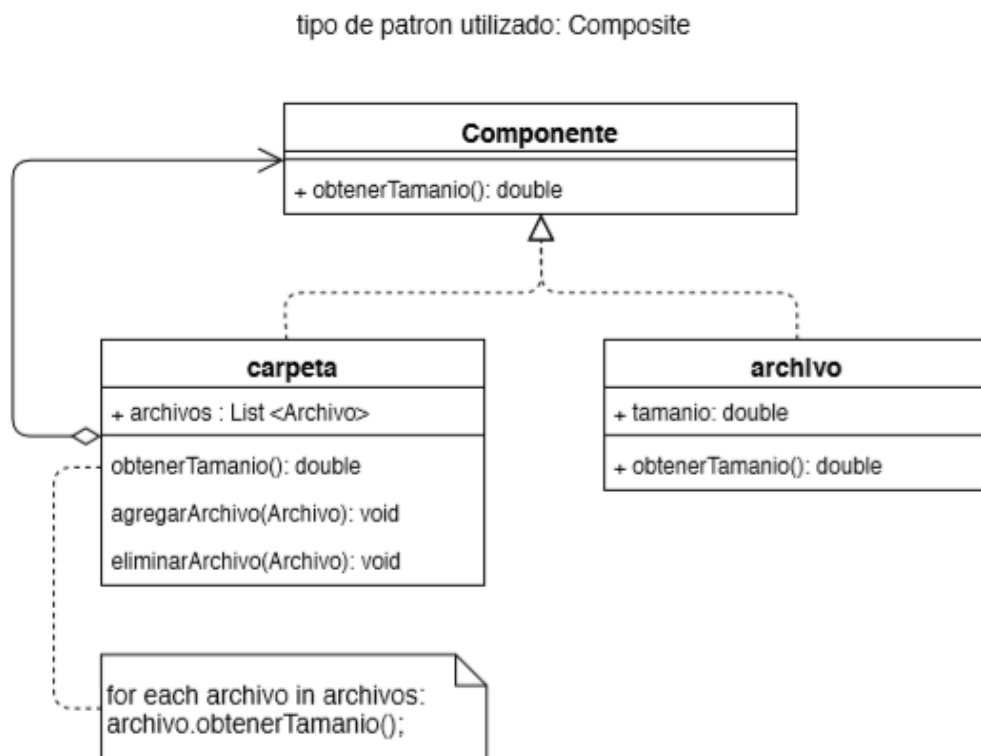 tipo de patron utilizado: Composite
Componente
+ obtenerTamanio(): double
carpeta
+ archivos : List <Archivo>
obtenerTamanio(): double
agregarArchivo(Archivo): void
eliminarArchivo(Archivo): void
archivo
+ tamanio: double
+ obtenerTamanio(): double
for each archivo in archivos:
archivo.obtenerTamanio();